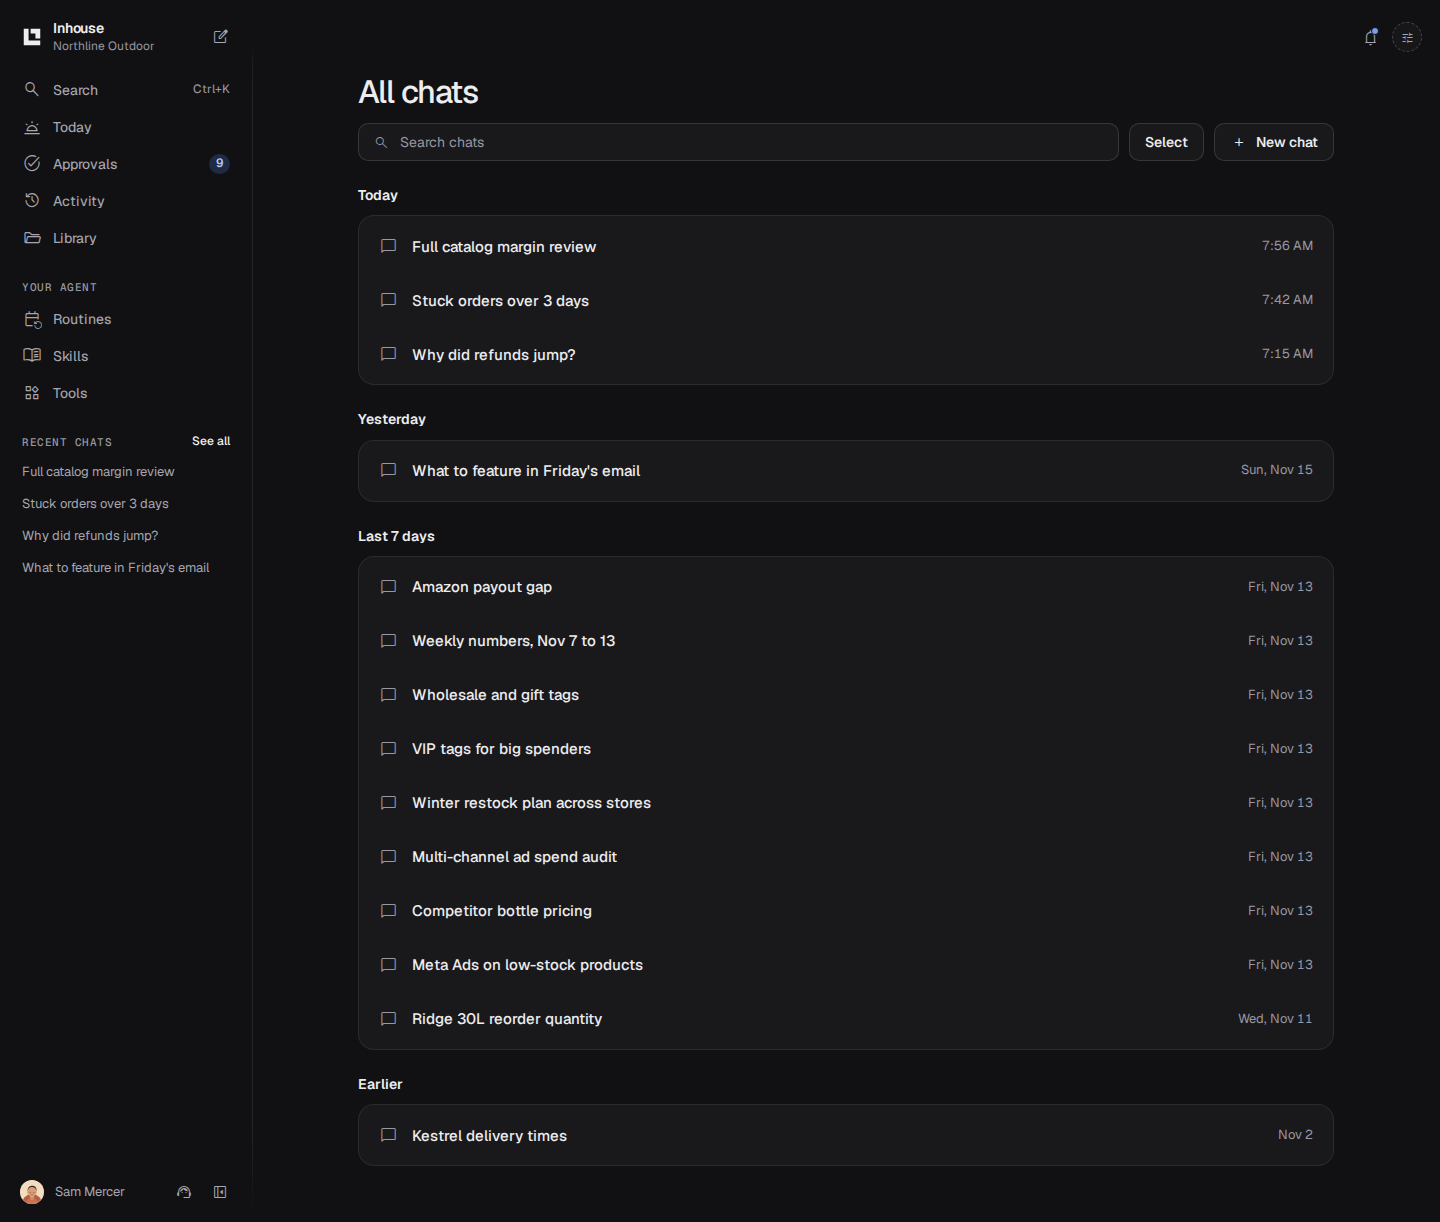 Inhouse
Northline Outdoor
Search Ctrl+K
Today
Approvals 9
Activity
Library
YOUR AGENT
Routines
Skills
Tools
RECENT CHATS See all
Full catalog margin review
Stuck orders over 3 days
Why did refunds jump?
What to feature in Friday's email
Sam Mercer
All chats
Search chats
Select
+ New chat
Today
Full catalog margin review 7:56 AM
Stuck orders over 3 days 7:42 AM
Why did refunds jump? 7:15 AM
Yesterday
What to feature in Friday's email Sun, Nov 15
Last 7 days
Amazon payout gap Fri, Nov 13
Weekly numbers, Nov 7 to 13 Fri, Nov 13
Wholesale and gift tags Fri, Nov 13
VIP tags for big spenders Fri, Nov 13
Winter restock plan across stores Fri, Nov 13
Multi-channel ad spend audit Fri, Nov 13
Competitor bottle pricing Fri, Nov 13
Meta Ads on low-stock products Fri, Nov 13
Ridge 30L reorder quantity Wed, Nov 11
Earlier
Kestrel delivery times Nov 2